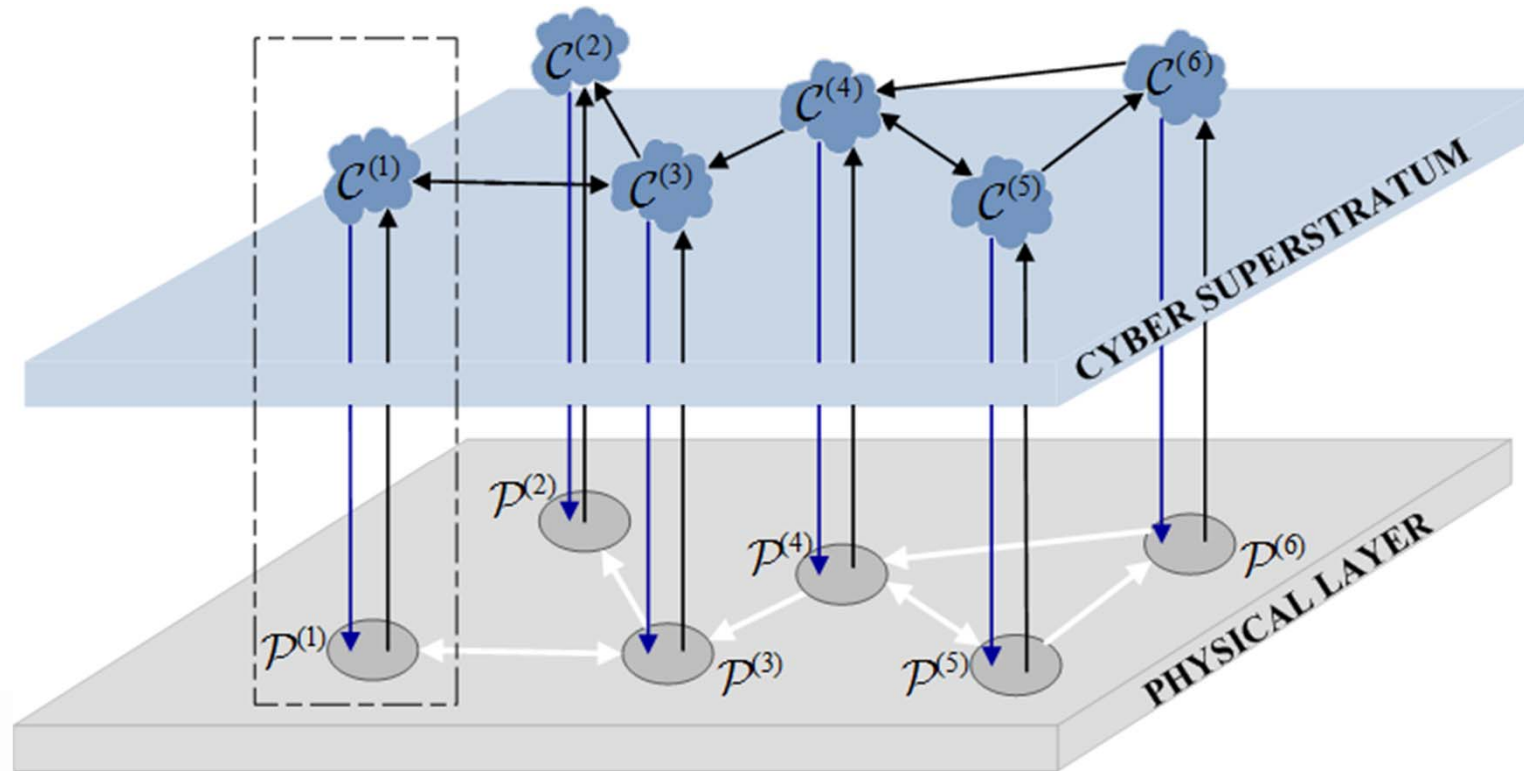 𝒞(2)
𝒞(6)
𝒞(4)
𝒞(1)
𝒞(3)
𝒞(5)
CYBER SUPERSTRATUM
𝒫(2)
𝒫(4)
𝒫(6)
𝒫(1)
𝒫(3)
𝒫(5)
PHYSICAL LAYER